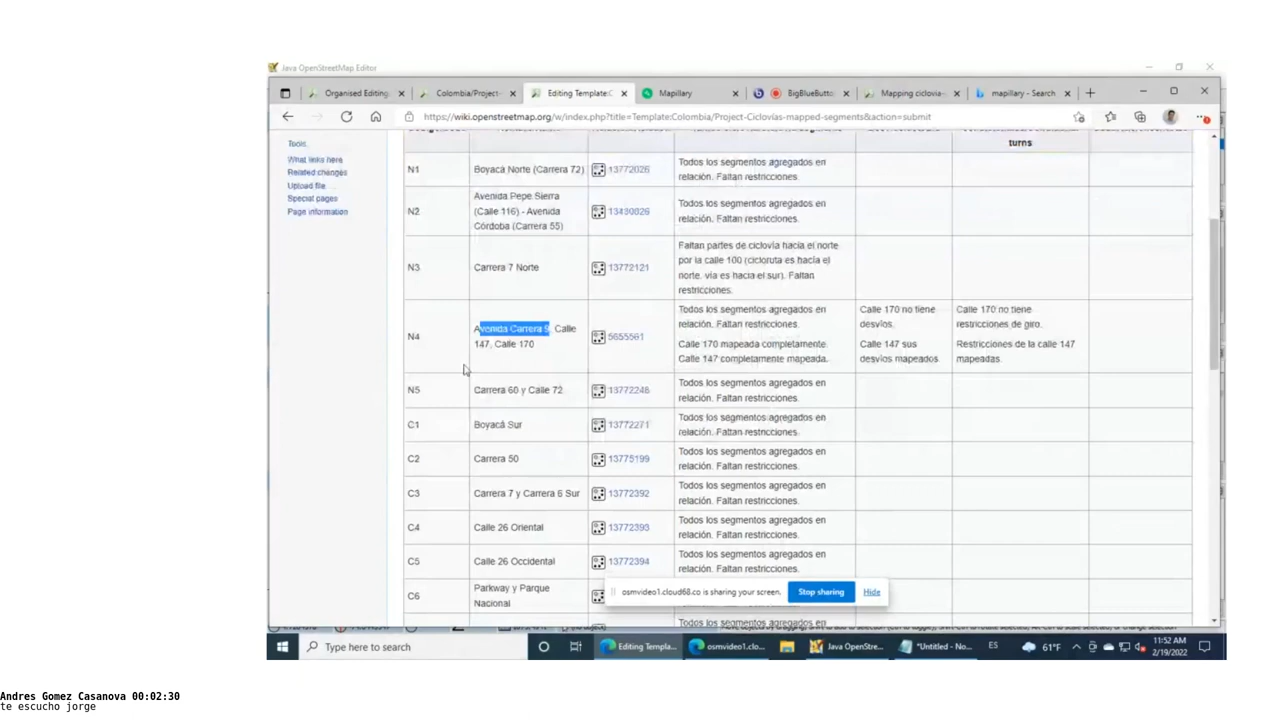 Java OpenStreetMap Editor
Organised Editing
Colombia/Project-
Editing Template:C
Mapillary
BigBlueButto
Mapping ciclovia-
mapillary - Search
https://wiki.openstreetmap.org/w/index.php?title=Template:Colombia/Project-Ciclovías-mapped-segments&action=submit
Tools
What links here
Related changes
Upload file
Special pages
Page information
turns
N1
Boyacá Norte (Carrera 72)
13772026
Todos los segmentos agregados en
relación. Faltan restricciones.
N2
Avenida Pepe Sierra
(Calle 116) - Avenida
Córdoba (Carrera 55)
Todos los segmentos agregados en
relación. Faltan restricciones.
N3
Carrera 7 Norte
13772121
Faltan partes de ciclovía hacia el norte
por la calle 100 (cicloruta es hacia el
norte, vía es hacia el sur). Faltan
restricciones.
N4
Avenida Carrera 9, Calle
147, Calle 170
5655561
Todos los segmentos agregados en
relación. Faltan restricciones.
Calle 170 mapeada completamente.
Calle 147 completamente mapeada.
Calle 170 no tiene
desvíos.
Calle 147 sus
desvíos mapeados.
Calle 170 no tiene
restricciones de giro.
Restricciones de la calle 147
mapeadas.
N5
Carrera 60 y Calle 72
13772248
Todos los segmentos agregados en
relación. Faltan restricciones.
C1
Boyacá Sur
13772271
Todos los segmentos agregados en
relación. Faltan restricciones.
C2
Carrera 50
13775199
Todos los segmentos agregados en
relación. Faltan restricciones.
C3
Carrera 7 y Carrera 6 Sur
13772392
Todos los segmentos agregados en
relación. Faltan restricciones.
C4
Calle 26 Oriental
13772393
Todos los segmentos agregados en
relación. Faltan restricciones.
C5
Calle 26 Occidental
13772394
Todos los segmentos agregados en
relación. Faltan restricciones.
C6
Parkway y Parque
Nacional
osmvideo1.cloud68.co is sharing your screen.
Stop sharing
Hide
Type here to search
Editing Templa...
osmvideo1.clo...
Java OpenStre...
*Untitled - No...
ES
61°F
11:52 AM
2/19/2022
Andres Gomez Casanova 00:02:30
te escucho jorge